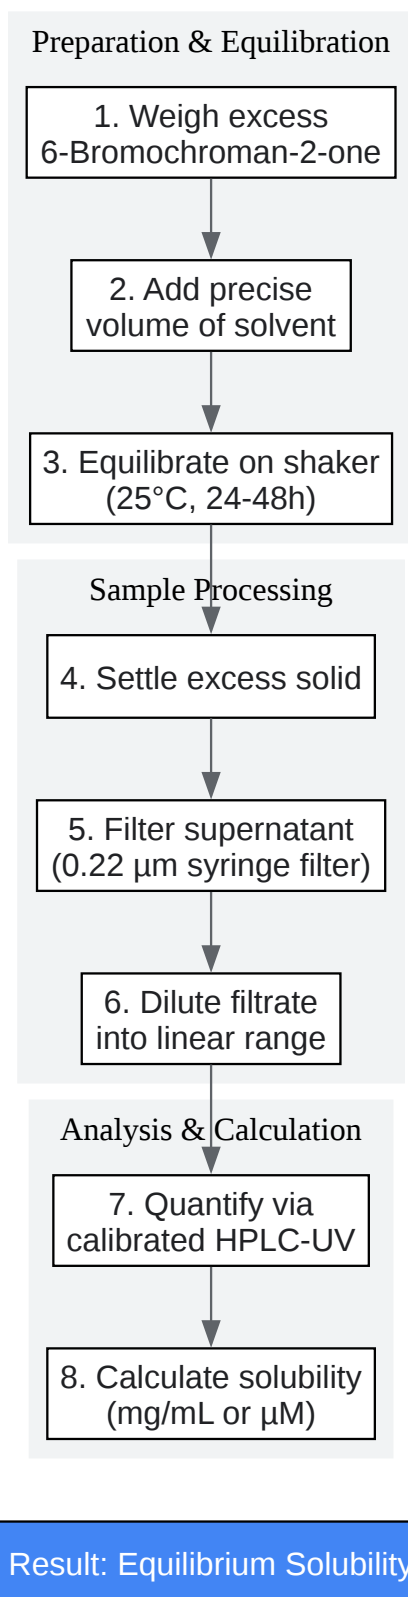 Preparation & Equilibration
1. Weigh excess
6-Bromochroman-2-one
2. Add precise
volume of solvent
3. Equilibrate on shaker
(25°C, 24-48h)
Sample Processing
4. Settle excess solid
5. Filter supernatant
(0.22 µm syringe filter)
6. Dilute filtrate
into linear range
Analysis & Calculation
7. Quantify via
calibrated HPLC-UV
8. Calculate solubility
(mg/mL or µM)
Result: Equilibrium Solubility